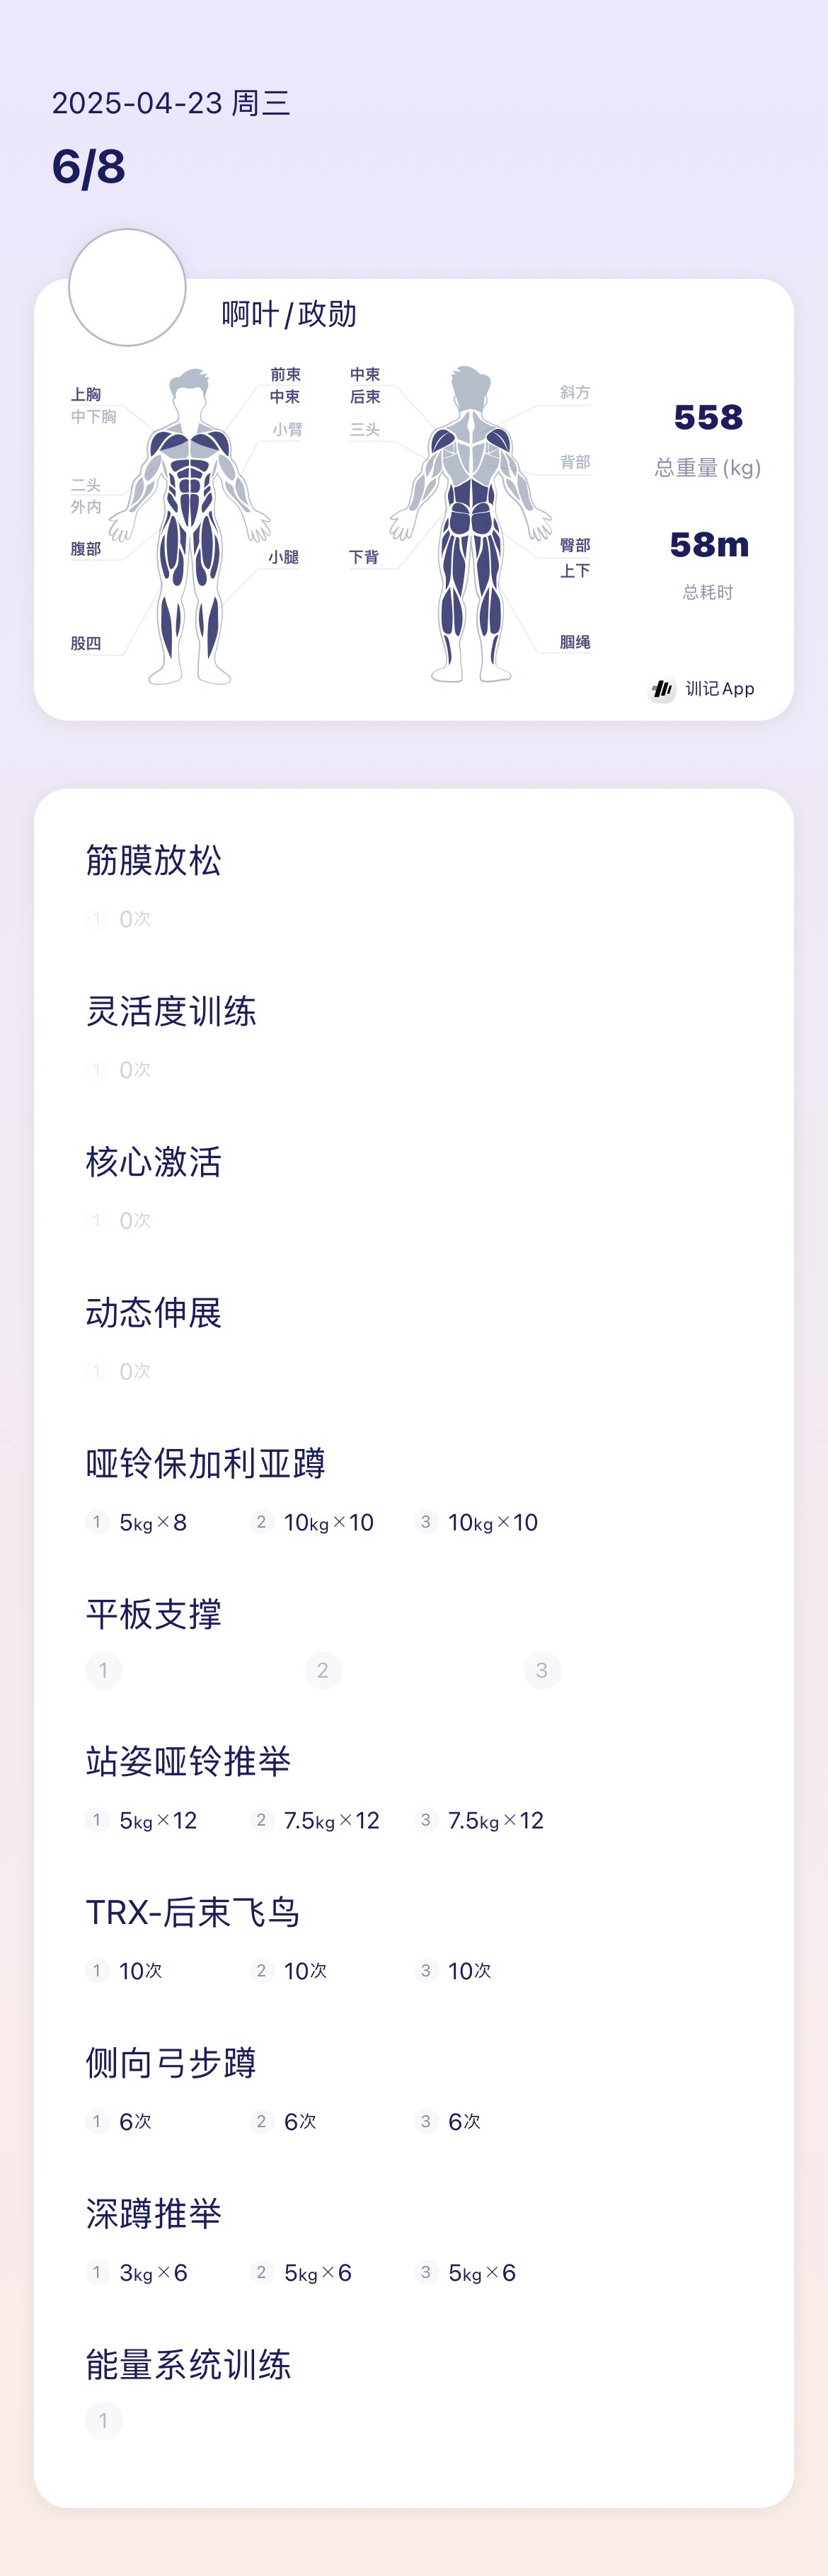 2025-04-23 周三
6/8
啊叶/政勋
上胸
中下胸
二头
外内
腹部
股四
前束
中束
小臂
小腿
中束
后束
三头
下背
斜方
背部
臀部
上下
腘绳
558
总重量(kg)
58m
总耗时
训记App
筋膜放松
1 0次
灵活度训练
1 0次
核心激活
1 0次
动态伸展
1 0次
哑铃保加利亚蹲
1 5kg×8 2 10kg×10 3 10kg×10
平板支撑
1 2 3
站姿哑铃推举
1 5kg×12 2 7.5kg×12 3 7.5kg×12
TRX-后束飞鸟
1 10次 2 10次 3 10次
侧向弓步蹲
1 6次 2 6次 3 6次
深蹲推举
1 3kg×6 2 5kg×6 3 5kg×6
能量系统训练
1